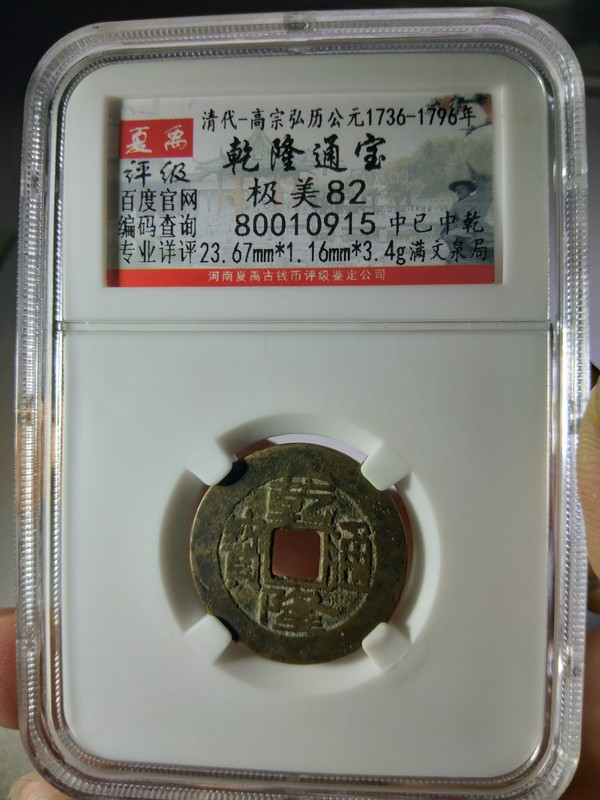 清代-高宗弘历公元1736-1796年
夏禹
评级
乾隆通宝
百度官网
极美82
编码查询
80010915 中已中乾
专业详评23.67mm*1.16mm*3.4g满文泉局
河南夏禹古钱币评级鉴定公司
乾隆通寳